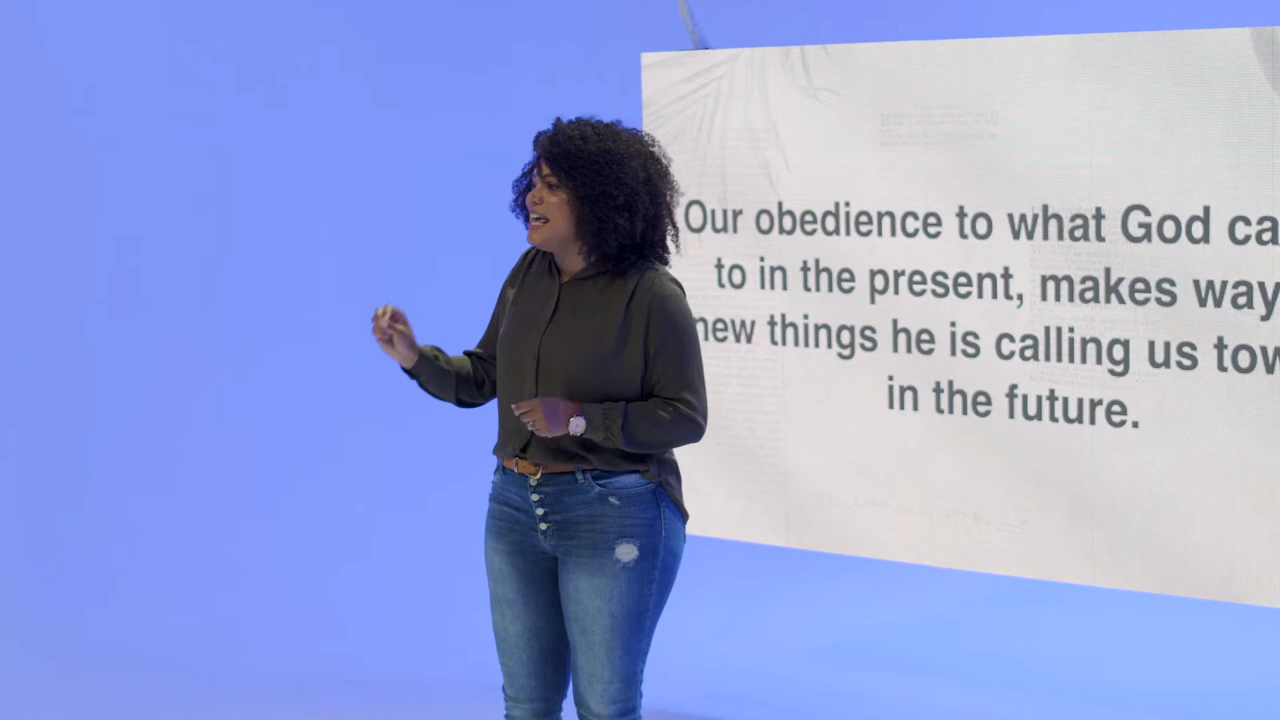 Our obedience to what God ca
to in the present, makes way
new things he is calling us tow
in the future.